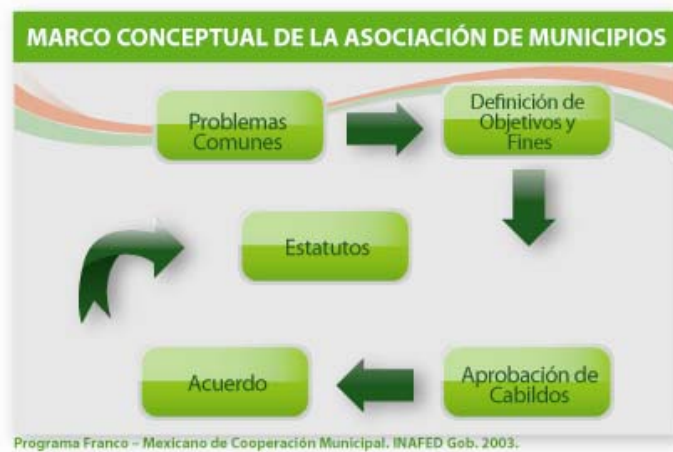 MARCO CONCEPTUAL DE LA ASOCIACIÓN DE MUNICIPIOS
Problemas
Comunes
Definición de
Objetivos y
Fines
Estatutos
Acuerdo
Aprobación de
Cabildos
Programa Franco – Mexicano de Cooperación Municipal. INAFED Gob. 2003.